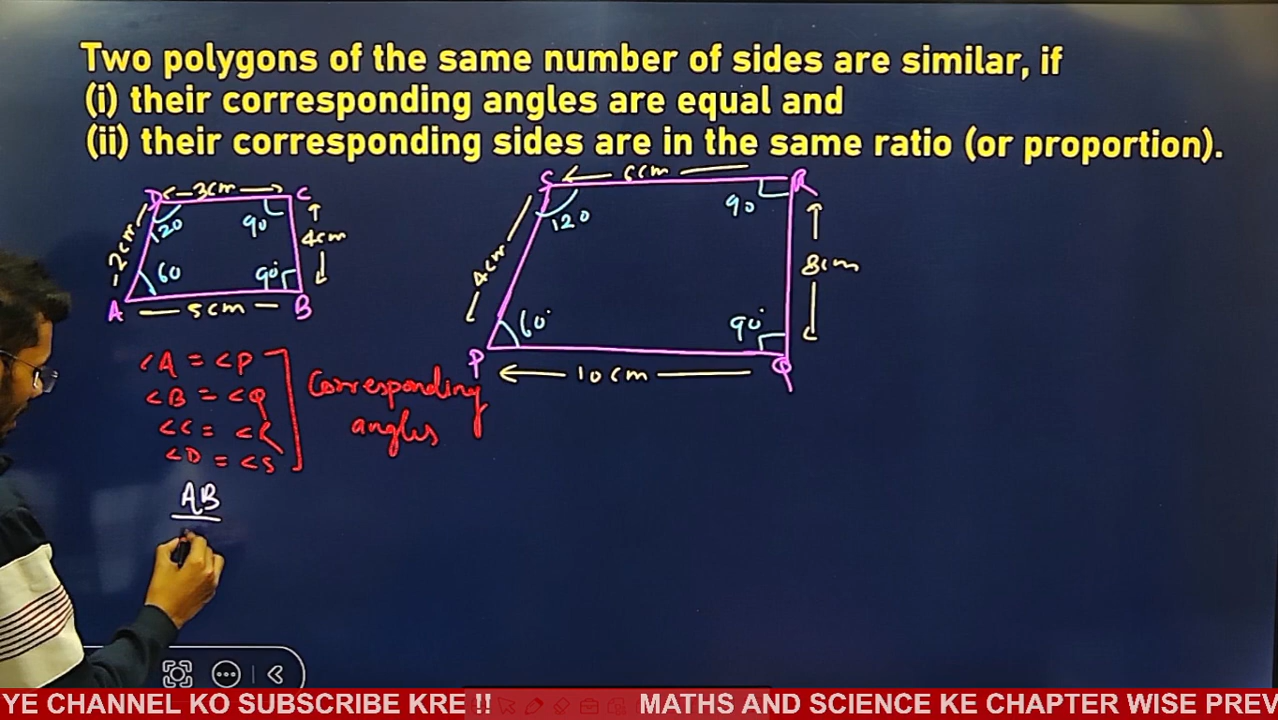 Two polygons of the same number of sides are similar, if
(i) their corresponding angles are equal and
(ii) their corresponding sides are in the same ratio (or proportion).
D 3cm C
120 90
2cm 4cm
60 90°
A 5cm B
S 6cm R
120 90
4cm 8cm
60° 90°
P 10cm Q
<A = <P
<B = <Q
<C = <R
<D = <S
Corresponding
angles
AB
YE CHANNEL KO SUBSCRIBE KRE !! MATHS AND SCIENCE KE CHAPTER WISE PREV